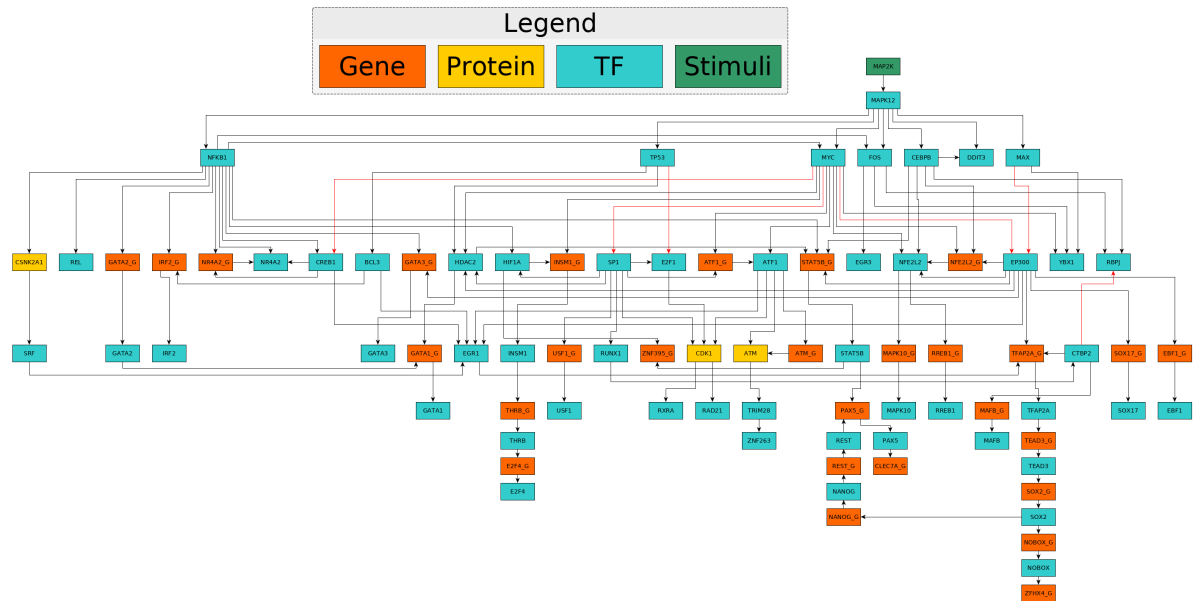 Legend
Gene Protein TF Stimuli
MAP2K
MAPK12
NFKB1 TP53 MYC FOS CEBPB DDIT3 MAX
CSNK2A1 REL GATA2_G IRF2_G NR4A2_G NR4A2 CREB1 BCL3 GATA3_G HDAC2 HIF1A INSM1_G SP1 E2F1 ATF1_G ATF1 STAT5B_G EGR3 NFE2L2 NFE2L2_G EP300 YBX1 RBPJ
SRF GATA2 IRF2 GATA3 GATA1_G EGR1 INSM1 USF1_G RUNX1 ZNF395_G CDK1 ATM ATM_G STAT5B MAPK10_G RREB1_G TFAP2A_G CTBP2 SOX17_G EBF1_G
GATA1 THRB_G USF1 RXRA RAD21 TRIM28 PAX5_G MAPK10 RREB1 MAFB_G TFAP2A SOX17 EBF1
THRB ZNF263 REST PAX5 MAFB TEAD3_G
E2F4_G REST_G CLEC7A_G TEAD3
E2F4 NANOG SOX2_G
NANOG_G SOX2
NOBOX_G
NOBOX
ZFHX4_G